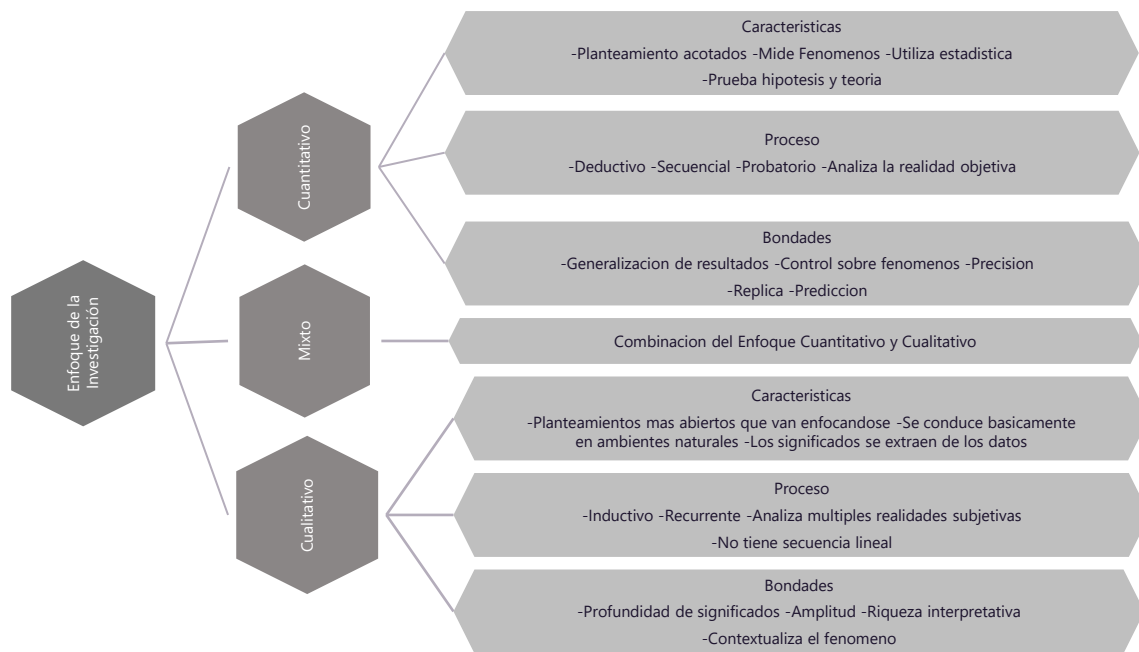 Enfoque de la
Investigación
Cuantitativo
Caracteristicas
-Planteamiento acotados -Mide Fenomenos -Utiliza estadistica
-Prueba hipotesis y teoria
Proceso
-Deductivo -Secuencial -Probatorio -Analiza la realidad objetiva
Bondades
-Generalizacion de resultados -Control sobre fenomenos -Precision
-Replica -Prediccion
Mixto
Combinacion del Enfoque Cuantitativo y Cualitativo
Cualitativo
Caracteristicas
-Planteamientos mas abiertos que van enfocandose -Se conduce basicamente
en ambientes naturales -Los significados se extraen de los datos
Proceso
-Inductivo -Recurrente -Analiza multiples realidades subjetivas
-No tiene secuencia lineal
Bondades
-Profundidad de significados -Amplitud -Riqueza interpretativa
-Contextualiza el fenomeno